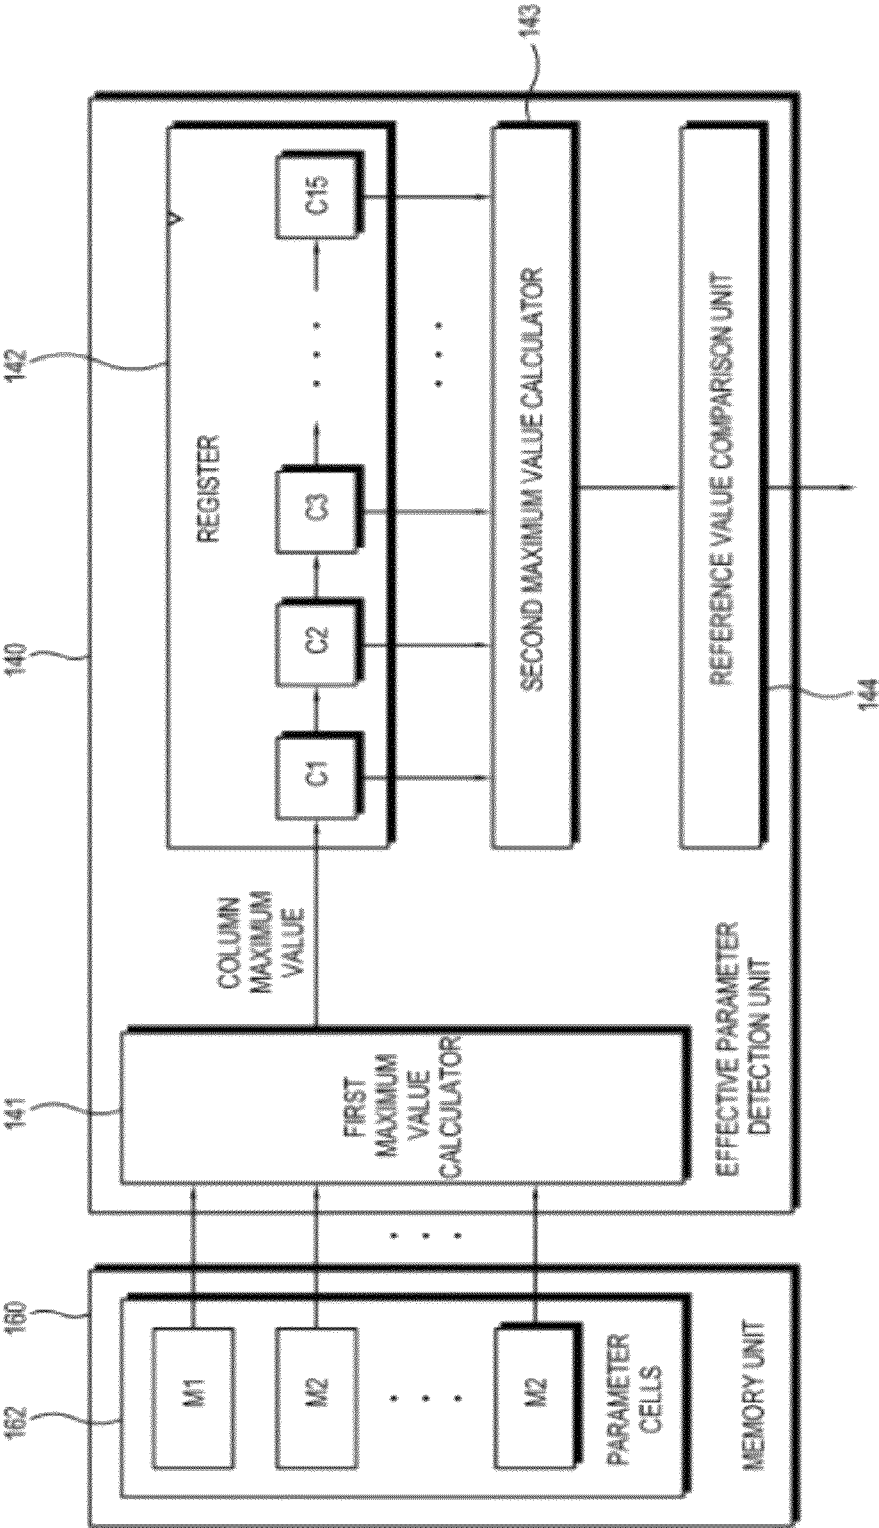 160
162
M1
M2
. . .
M2
PARAMETER
CELLS
MEMORY UNIT
. . .
140
141
FIRST
MAXIMUM
VALUE
CALCULATOR
COLUMN
MAXIMUM
VALUE
EFFECTIVE PARAMETER
DETECTION UNIT
142
REGISTER
C1
C2
C3
. . .
C15
. . .
143
SECOND MAXIMUM VALUE CALCULATOR
REFERENCE VALUE COMPARISON UNIT
144